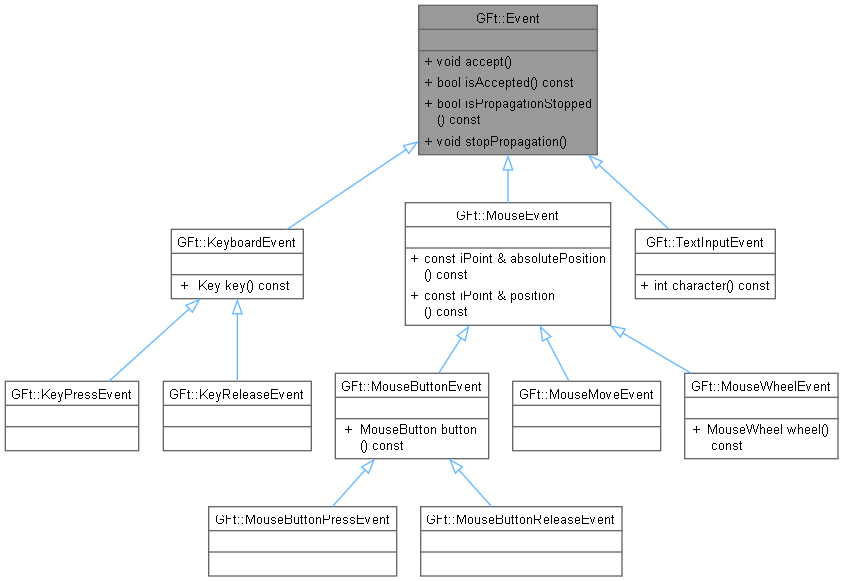 GFt::Event
+ void accept()
+ bool isAccepted() const
+ bool isPropagationStopped
() const
+ void stopPropagation()
GFt::KeyboardEvent
+ Key key() const
GFt::MouseEvent
+ const iPoint & absolutePosition
() const
+ const iPoint & position
() const
GFt::TextInputEvent
+ int character() const
GFt::KeyPressEvent
GFt::KeyReleaseEvent
GFt::MouseButtonEvent
+ MouseButton button
() const
GFt::MouseMoveEvent
GFt::MouseWheelEvent
+ MouseWheel wheel()
const
GFt::MouseButtonPressEvent
GFt::MouseButtonReleaseEvent